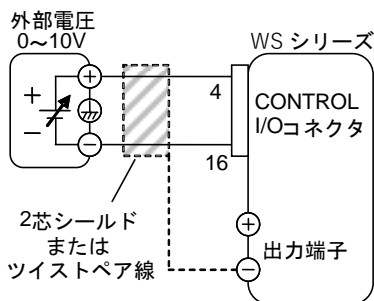 外部電圧
0～10V
WS シリーズ
+
+
−
−
4
CONTROL
I/Oコネクタ
16
2芯シールド
または
ツイストペア線
+
出力端子
−